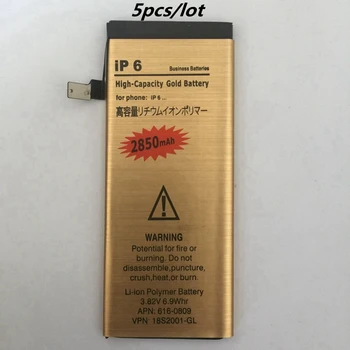 5pcs/lot
iP 6
Business Batteries
High-Capacity Gold Battery
for phone: iP 6 ..
高容量リチウムイオンポリマー
2850mAh
WARNING
Potential for fire or
burning. Do not
disassemble,puncture,
crush,heat,or burn
Li-Ion Polymer Battery
3.82V 6.9Whr
APN: 616-0809
VPN: 16S2001-GL